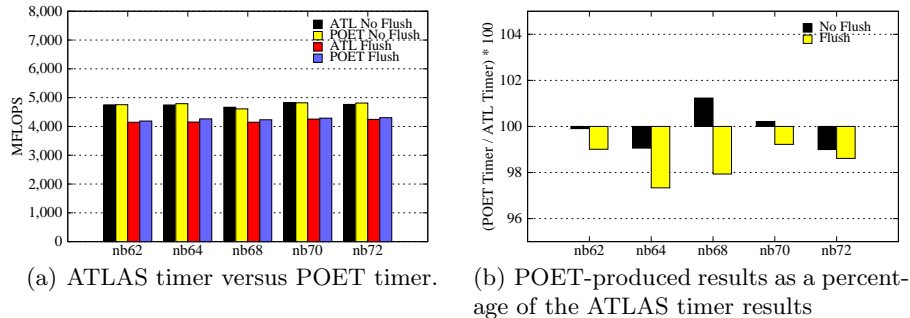 8,000
7,000
6,000
5,000
4,000
3,000
2,000
1,000
0
MFLOPS
ATL No Flush
POET No Flush
ATL Flush
POET Flush
nb62 nb64 nb68 nb70 nb72
(a) ATLAS timer versus POET timer.
104
102
100
98
96
(POET Timer / ATL Timer) * 100
No Flush
Flush
nb62 nb64 nb68 nb70 nb72
(b) POET-produced results as a percent-
age of the ATLAS timer results